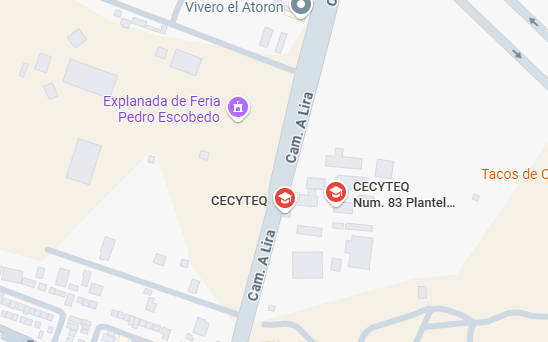 Vivero el Atoron
Explanada de Feria
Pedro Escobedo
Cam. A Lira
CECYTEQ
Num. 83 Plantel…
Tacos de
CECYTEQ
Cam. A Lira